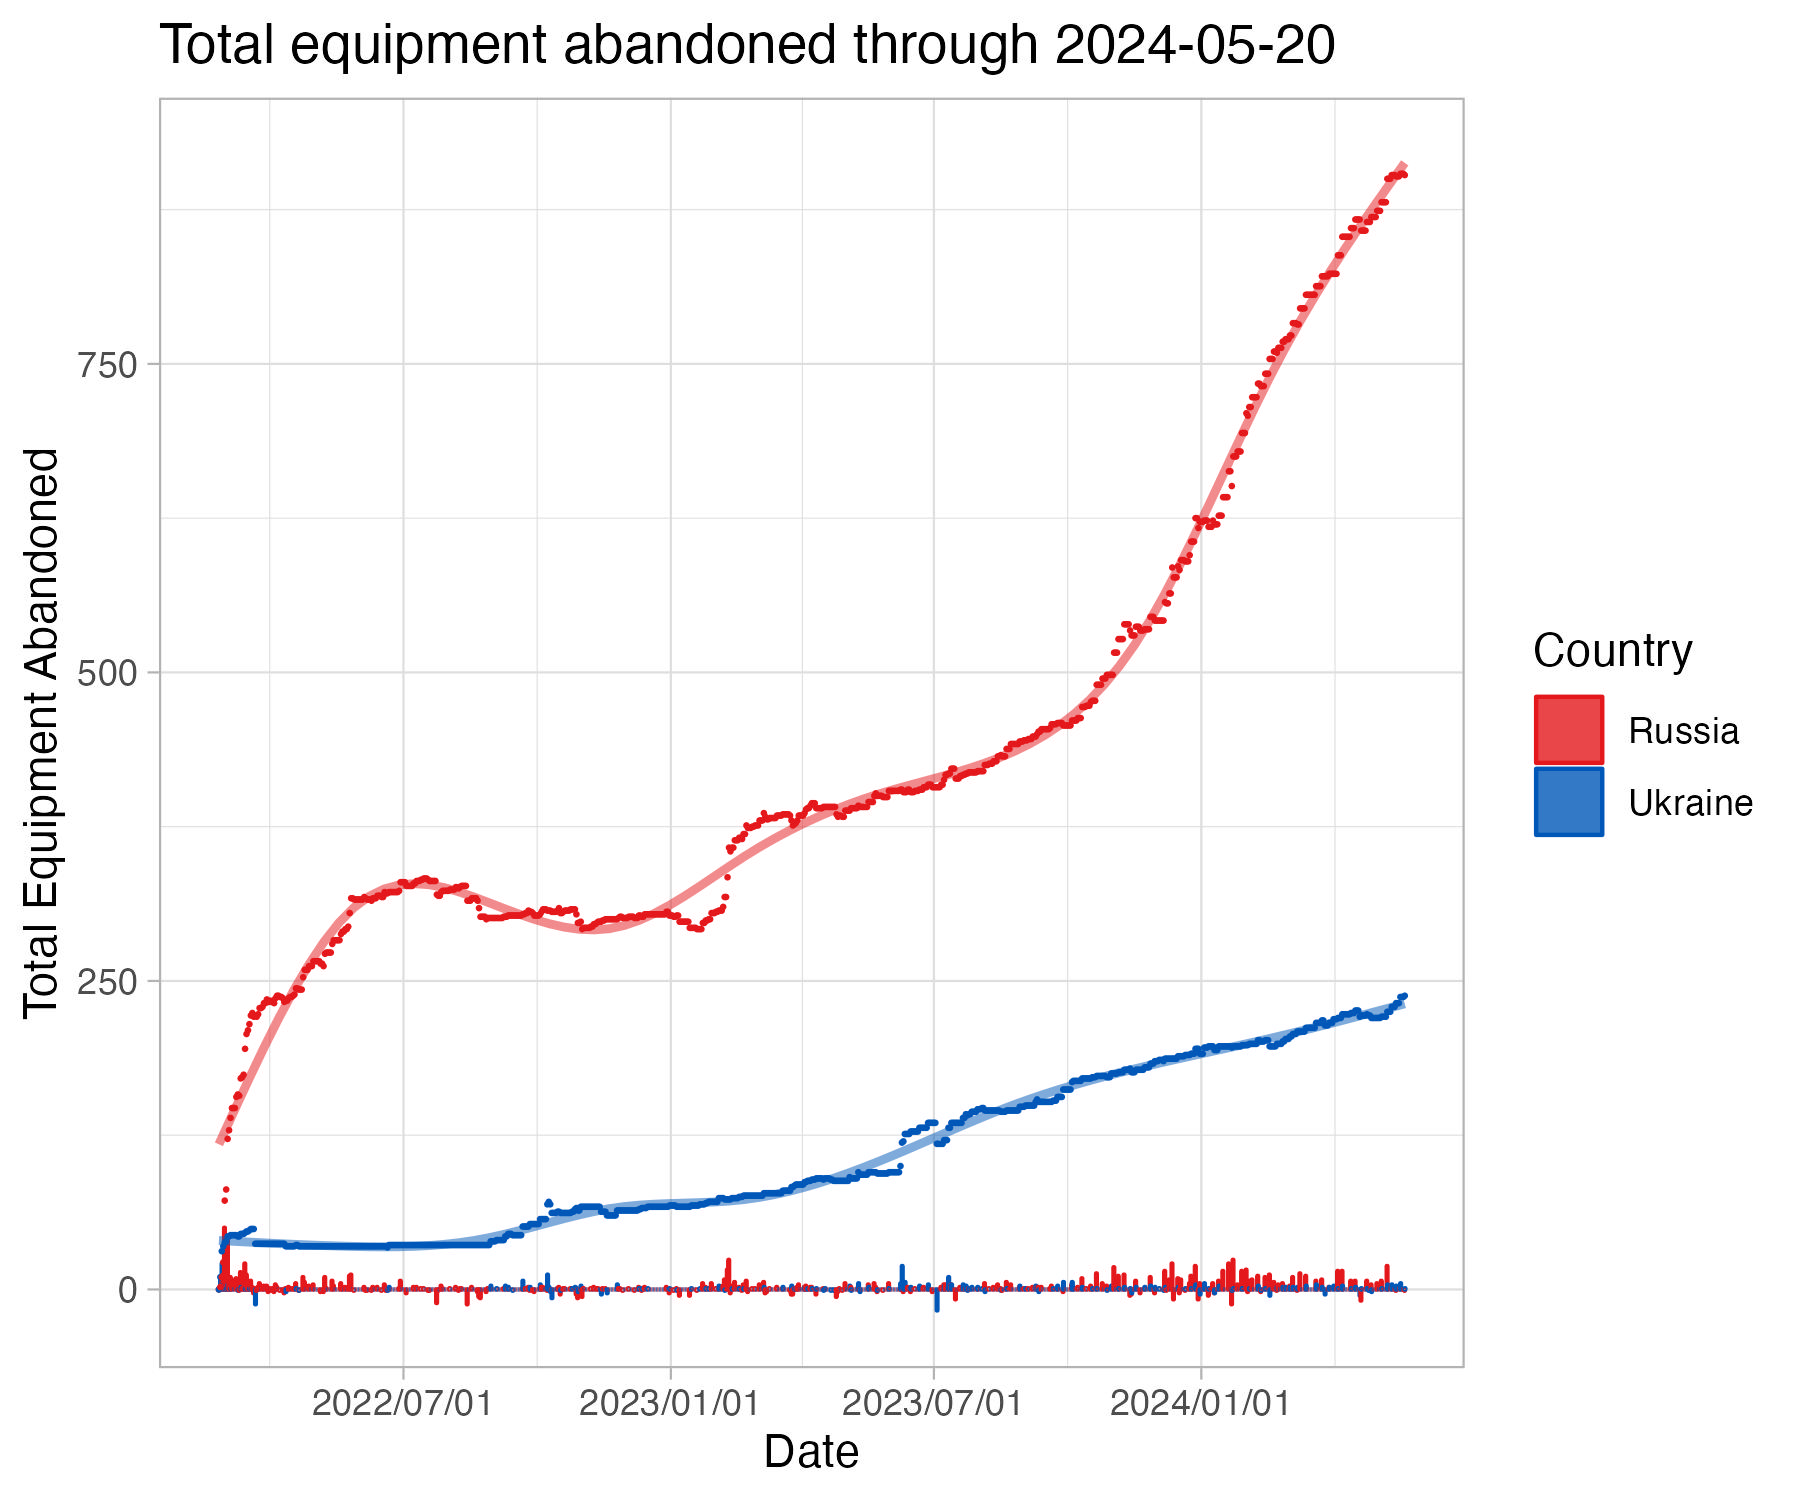 Total equipment abandoned through 2024-05-20
Total Equipment Abandoned
750
500
250
0
2022/07/01
2023/01/01
2023/07/01
2024/01/01
Date
Country
Russia
Ukraine